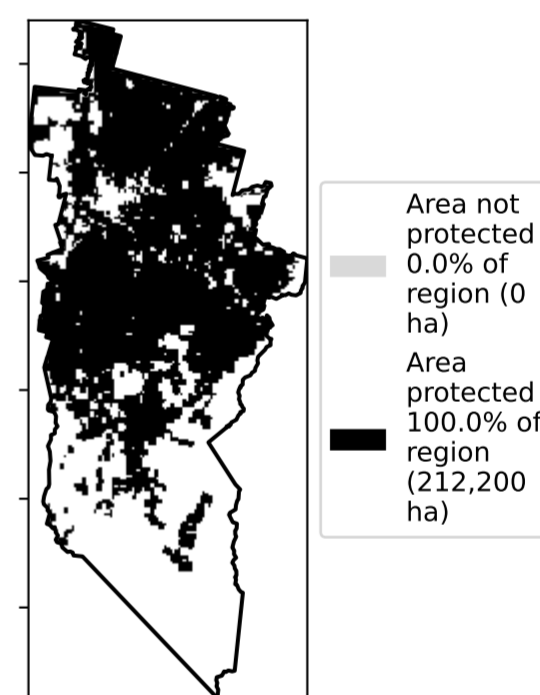 Area not
protected
0.0% of
region (0
ha)
Area
protected
100.0% of
region
(212,200
ha)